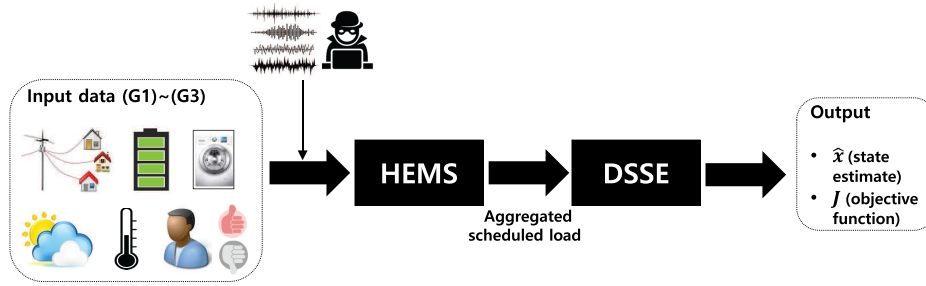 Input data (G1)~(G3)
HEMS
Aggregated
scheduled load
DSSE
Output
• x̂ (state
estimate)
• J (objective
function)